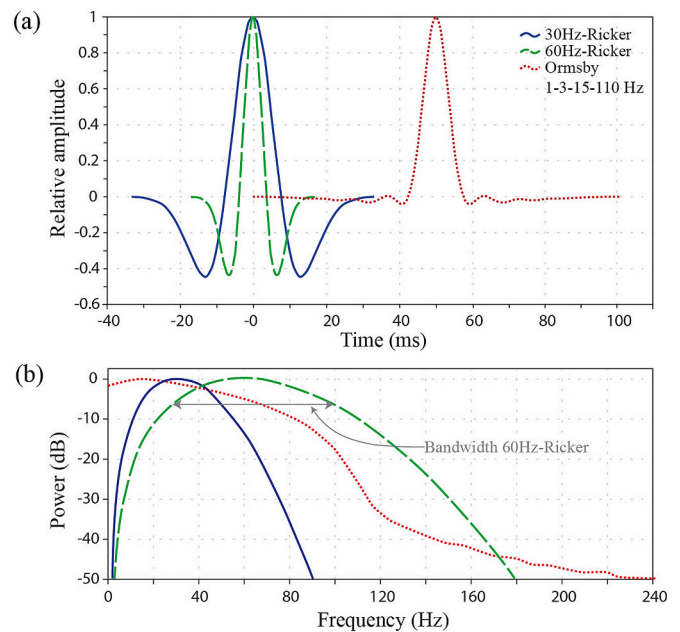 (a)
Relative amplitude
1
0.8
0.6
0.4
0.2
0
-0.2
-0.4
-0.6
30Hz-Ricker
60Hz-Ricker
Ormsby
1-3-15-110 Hz
-40 -20 -0 20 40 60 80 100
Time (ms)
(b)
Power (dB)
0
-10
-20
-30
-40
-50
Bandwidth 60Hz-Ricker
0 40 80 120 160 200 240
Frequency (Hz)